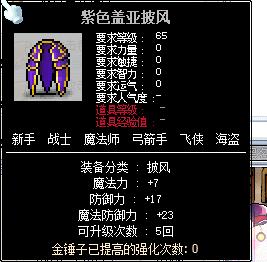 紫色盖亚披风
要求等级： 65
要求力量： 0
要求敏捷： 0
要求智力： 0
要求运气： 0
要求人气度： -
道具等级： -
道具经验值： -
新手 战士 魔法师 弓箭手 飞侠 海盗
装备分类 : 披风
魔法力 : +7
防御力 : +17
魔法防御力 : +23
可升级次数 : 5回
金锤子已提高的强化次数: 0